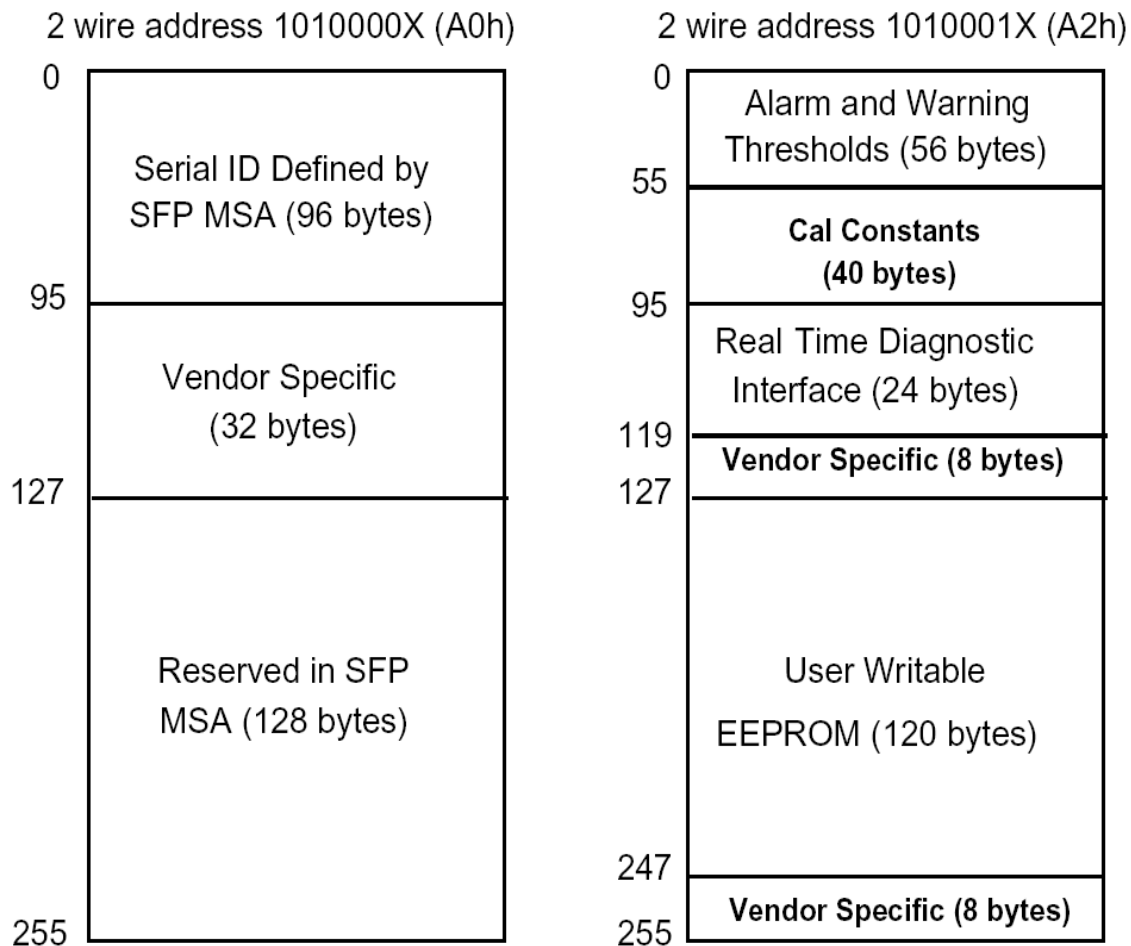 2 wire address 1010000X (A0h)
0
Serial ID Defined by
SFP MSA (96 bytes)
95
Vendor Specific
(32 bytes)
127
Reserved in SFP
MSA (128 bytes)
255
2 wire address 1010001X (A2h)
0
Alarm and Warning
Thresholds (56 bytes)
55
Cal Constants
(40 bytes)
95
Real Time Diagnostic
Interface (24 bytes)
119
Vendor Specific (8 bytes)
127
User Writable
EEPROM (120 bytes)
247
Vendor Specific (8 bytes)
255